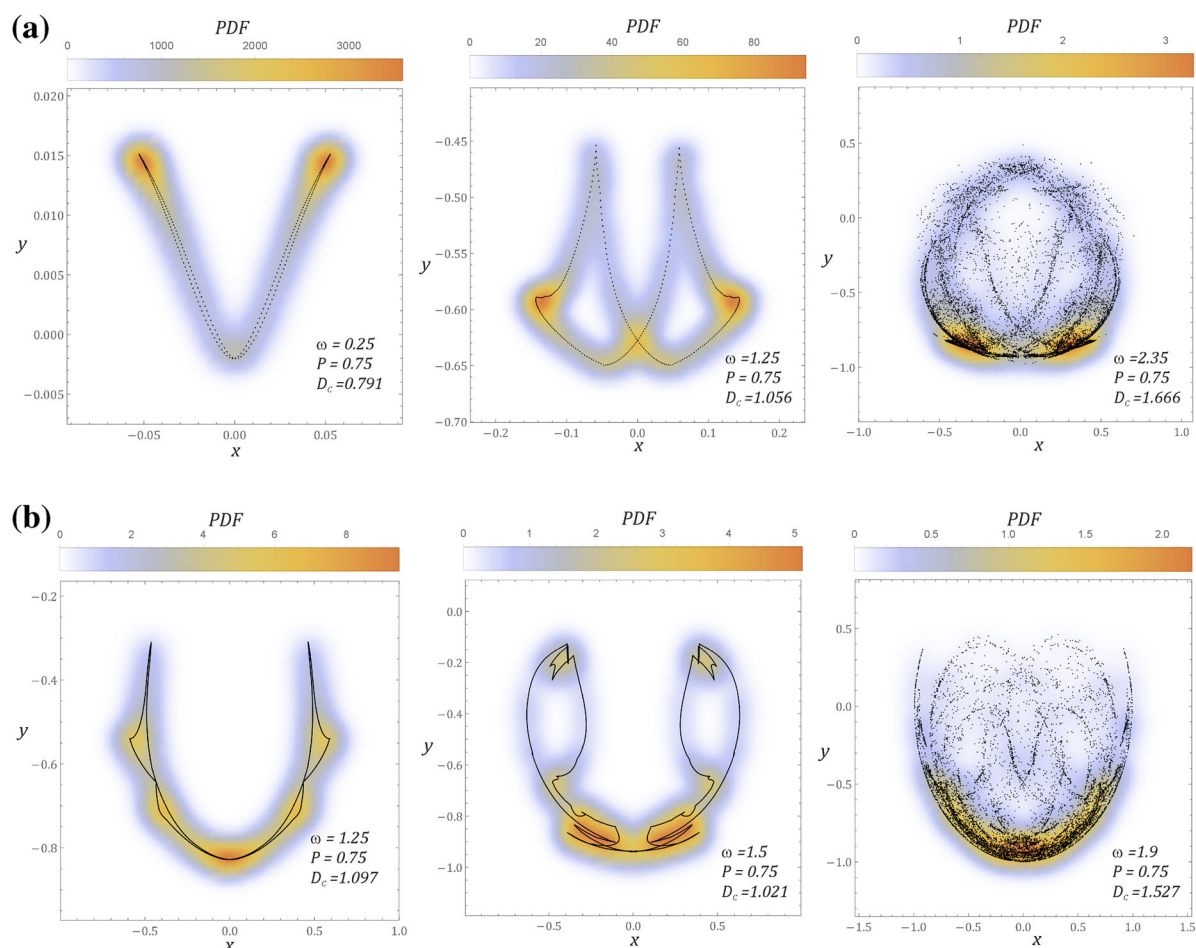 (a)
PDF
0 1000 2000 3000
0.020
0.015
0.010
0.005
0.000
−0.005
y
ω = 0.25
P = 0.75
D_c=0.791
−0.05 0.00 0.05
x
PDF
0 20 40 60 80
−0.45
−0.50
−0.55
−0.60
−0.65
−0.70
y
ω = 1.25
P = 0.75
D_c=1.056
−0.2 −0.1 0.0 0.1 0.2
x
PDF
0 1 2 3
0.5
0.0
−0.5
−1.0
y
ω =2.35
P = 0.75
D_c=1.666
−1.0 −0.5 0.0 0.5 1.0
x
(b)
PDF
0 2 4 6 8
−0.2
−0.4
−0.6
−0.8
y
ω = 1.25
P = 0.75
D_c=1.097
−0.5 0.0 0.5 1.0
x
PDF
0 1 2 3 4 5
0.0
−0.2
−0.4
−0.6
−0.8
−1.0
y
ω =1.5
P = 0.75
D_c=1.021
−0.5 0.0 0.5
x
PDF
0 0.5 1.0 1.5 2.0
0.5
0.0
−0.5
−1.0
y
ω =1.9
P = 0.75
D_c=1.527
−1.5 −1.0 −0.5 0.0 0.5 1.0 1.5
x